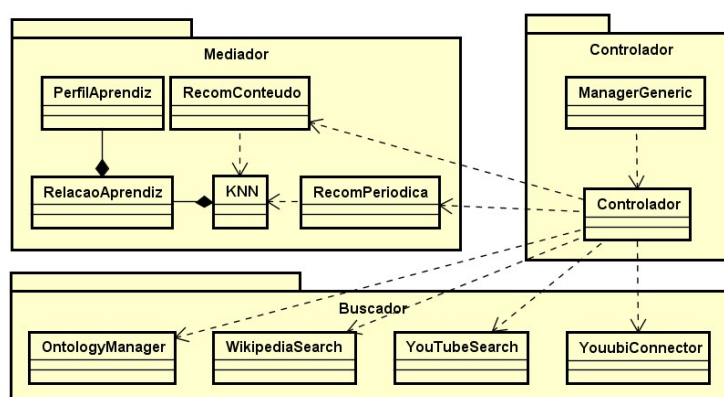 Mediador
PerfilAprendiz
RecomConteudo
RelacaoAprendiz
KNN
RecomPeriodica
Controlador
ManagerGeneric
Controlador
Buscador
OntologyManager
WikipediaSearch
YouTubeSearch
YouubiConnector